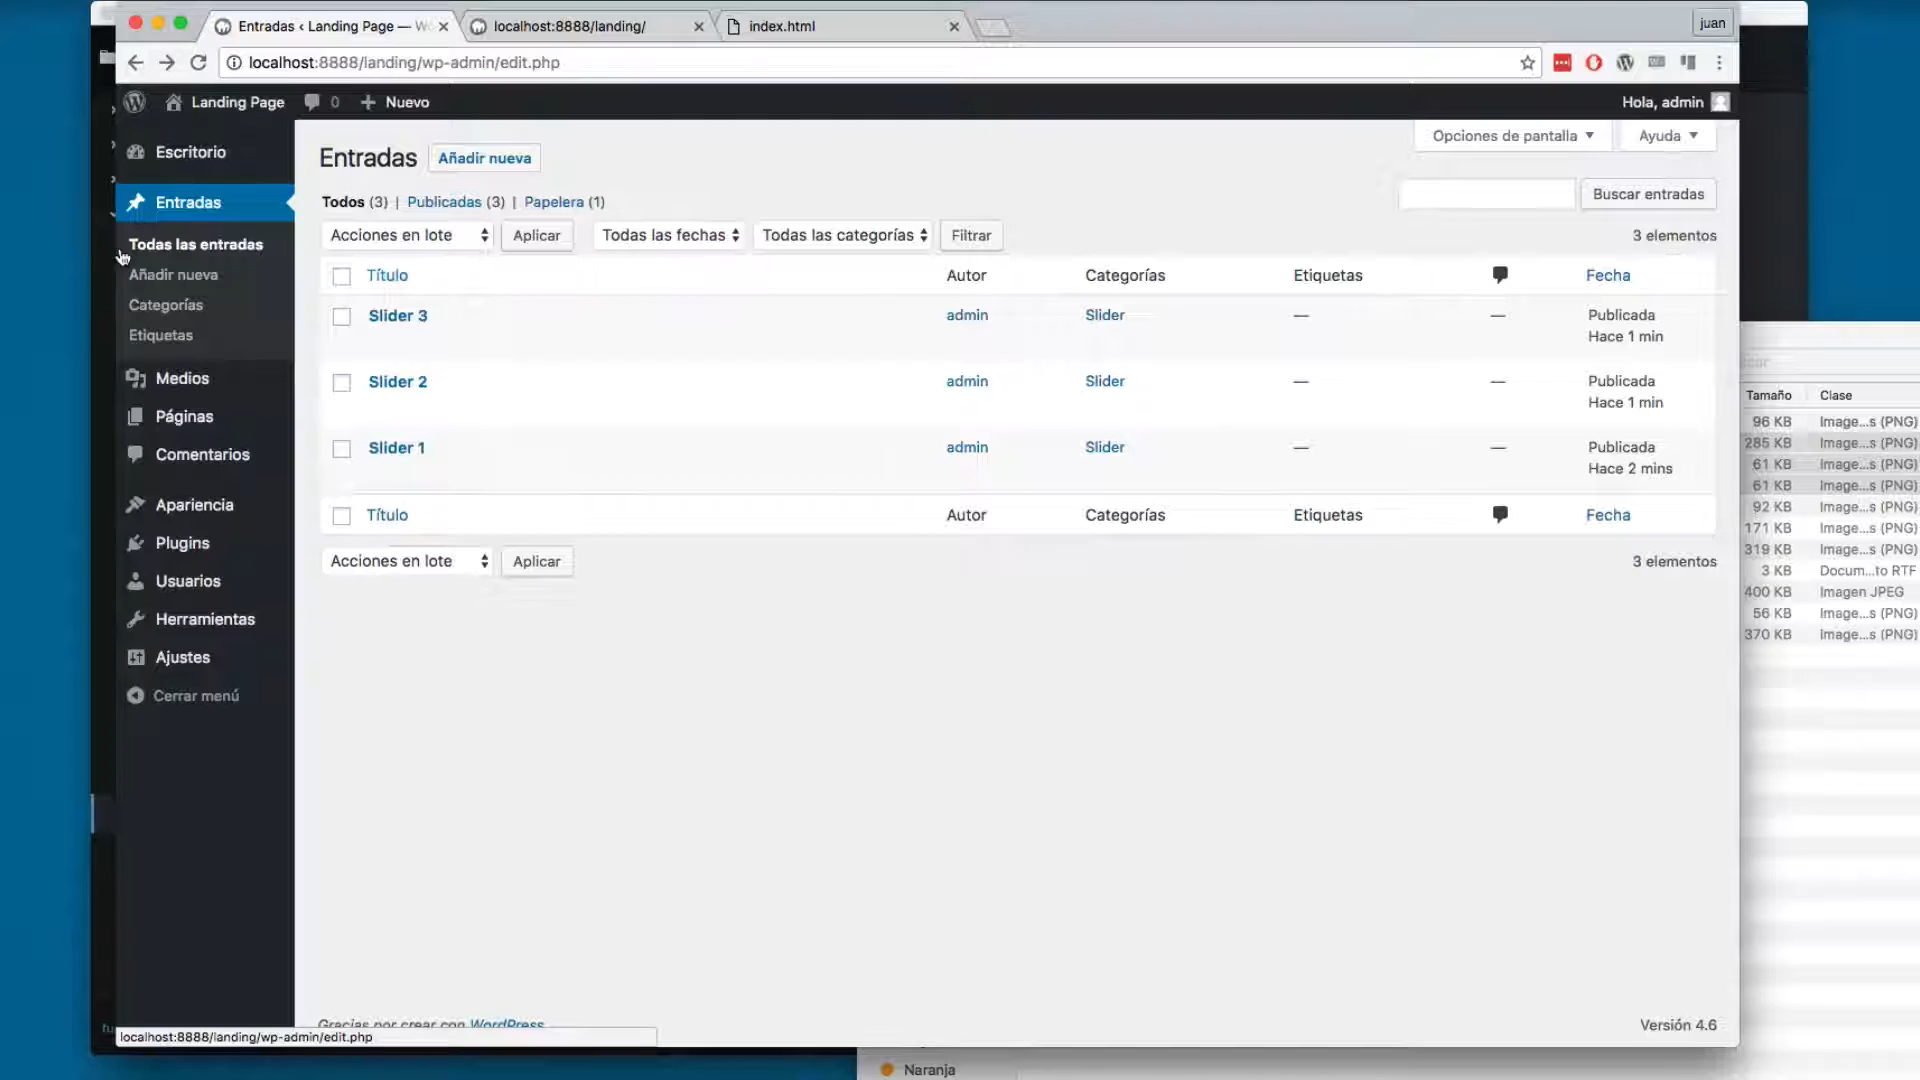 Entradas ‹ Landing Page — Wo
localhost:8888/landing/
index.html
juan
localhost:8888/landing/wp-admin/edit.php
Landing Page
0
Nuevo
Hola, admin
Escritorio
Entradas
Todas las entradas
Añadir nueva
Categorías
Etiquetas
Medios
Páginas
Comentarios
Apariencia
Plugins
Usuarios
Herramientas
Ajustes
Cerrar menú
Opciones de pantalla
Ayuda
Entradas Añadir nueva
Todos (3) | Publicadas (3) | Papelera (1)
Buscar entradas
Acciones en lote Aplicar Todas las fechas Todas las categorías Filtrar 3 elementos
Título Autor Categorías Etiquetas Fecha
Slider 3 admin Slider — — Publicada
Hace 1 min
Slider 2 admin Slider — — Publicada
Hace 1 min
Slider 1 admin Slider — — Publicada
Hace 2 mins
Título Autor Categorías Etiquetas Fecha
Acciones en lote Aplicar 3 elementos
Gracias por crear con WordPress
Versión 4.6
localhost:8888/landing/wp-admin/edit.php
Tamaño Clase
96 KB Image...s (PNG)
285 KB Image...s (PNG)
61 KB Image...s (PNG)
61 KB Image...s (PNG)
92 KB Image...s (PNG)
171 KB Image...s (PNG)
319 KB Image...s (PNG)
3 KB Docum...to RTF
400 KB Imagen JPEG
56 KB Image...s (PNG)
370 KB Image...s (PNG)
Naranja